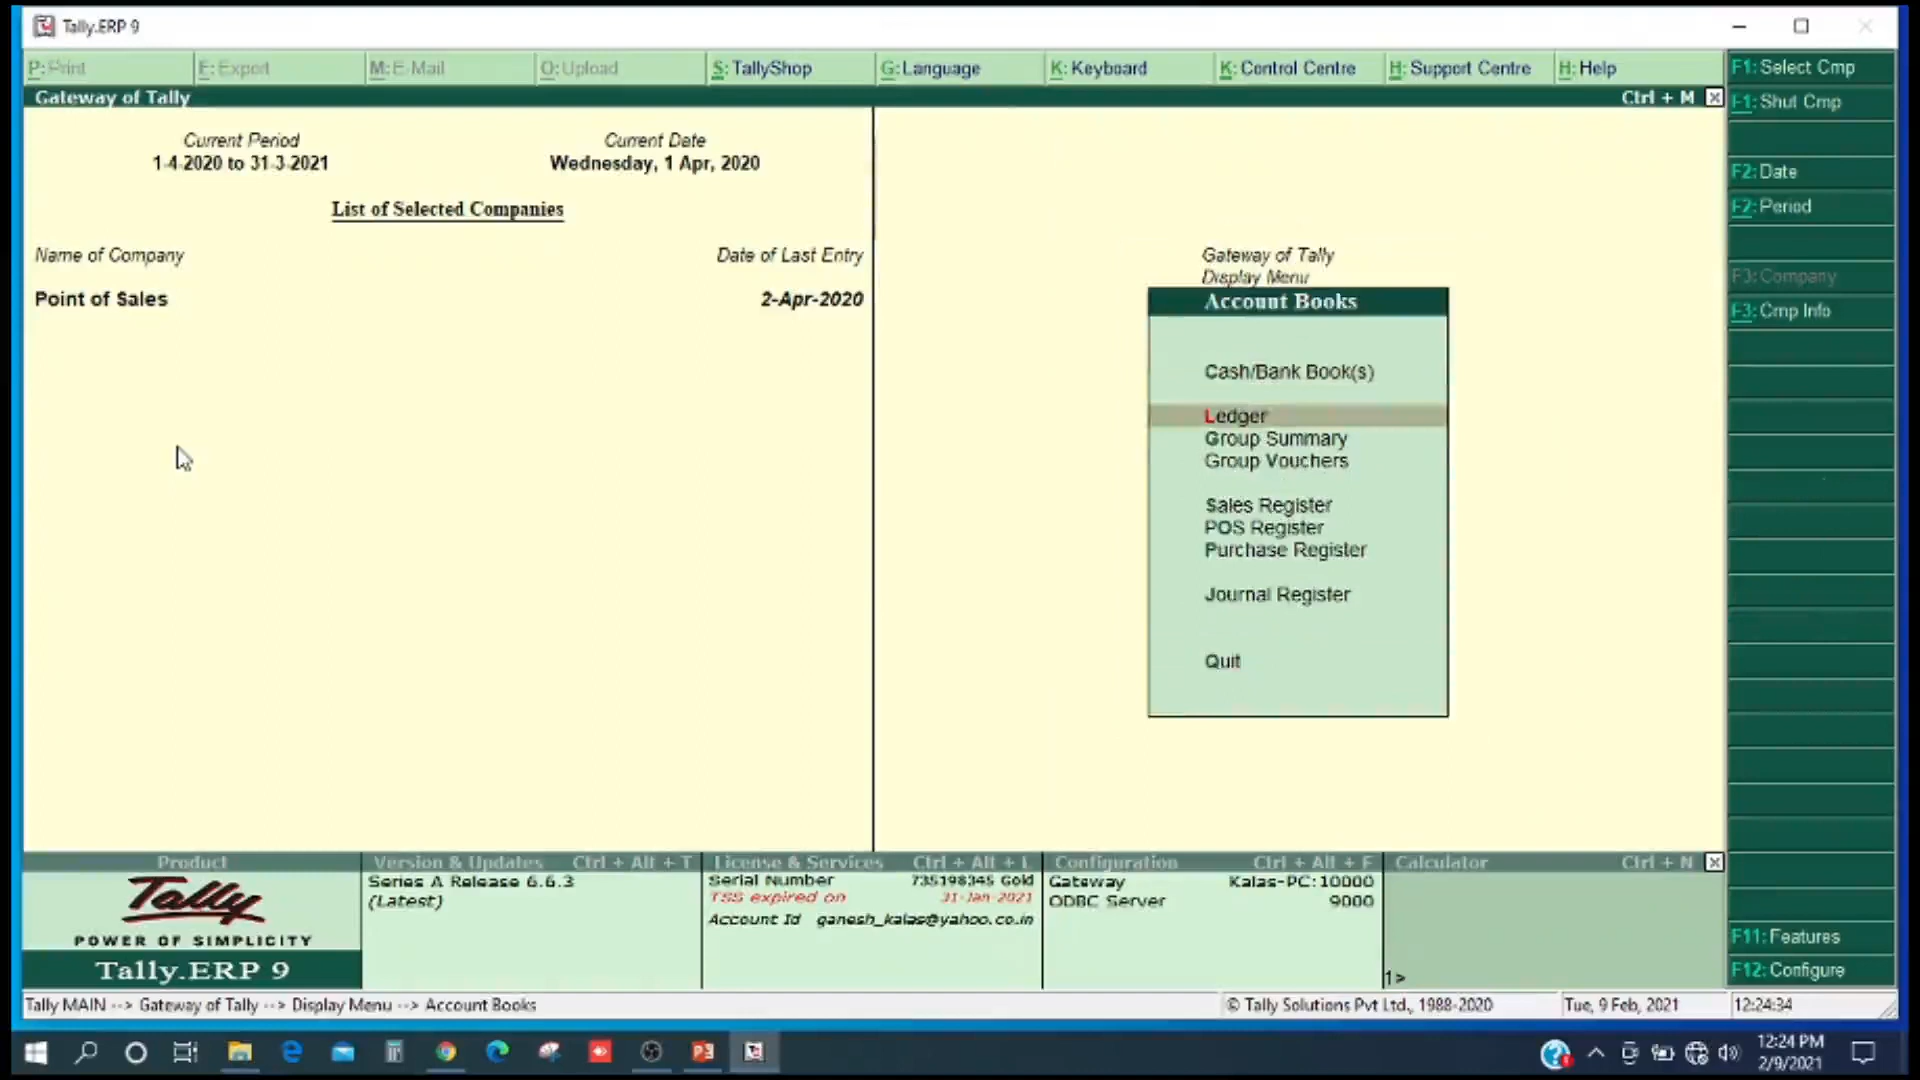 Tally.ERP 9
P: Print E: Export M: E-Mail O: Upload S: TallyShop G: Language K: Keyboard K: Control Centre H: Support Centre H: Help
Gateway of Tally Ctrl + M
Current Period Current Date
1-4-2020 to 31-3-2021 Wednesday, 1 Apr, 2020
List of Selected Companies
Name of Company Date of Last Entry
Point of Sales 2-Apr-2020
Gateway of Tally
Display Menu
Account Books
Cash/Bank Book(s)
Ledger
Group Summary
Group Vouchers
Sales Register
POS Register
Purchase Register
Journal Register
Quit
F1: Select Cmp
F1: Shut Cmp
F2: Date
F2: Period
F3: Company
F3: Cmp Info
F11: Features
F12: Configure
Product
Tally
POWER OF SIMPLICITY
Tally.ERP 9
Version & Updates Ctrl + Alt + T
Series A Release 6.6.3
(Latest)
License & Services Ctrl + Alt + L
Serial Number 735198345 Gold
TSS expired on 31-Jan-2021
Account Id ganesh_kalas@yahoo.co.in
Configuration Ctrl + Alt + F
Gateway Kalas-PC:10000
ODBC Server 9000
Calculator Ctrl + N
1>
Tally MAIN --> Gateway of Tally --> Display Menu --> Account Books © Tally Solutions Pvt Ltd., 1988-2020 Tue, 9 Feb, 2021 12:24:34
12:24 PM
2/9/2021